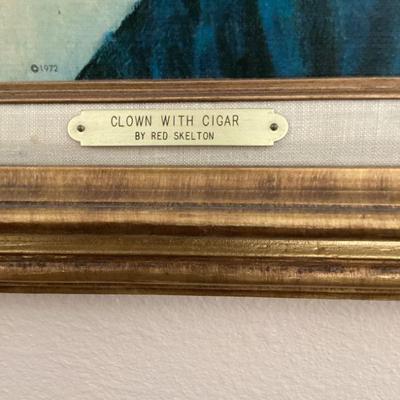 ©1972
CLOWN WITH CIGAR
BY RED SKELTON